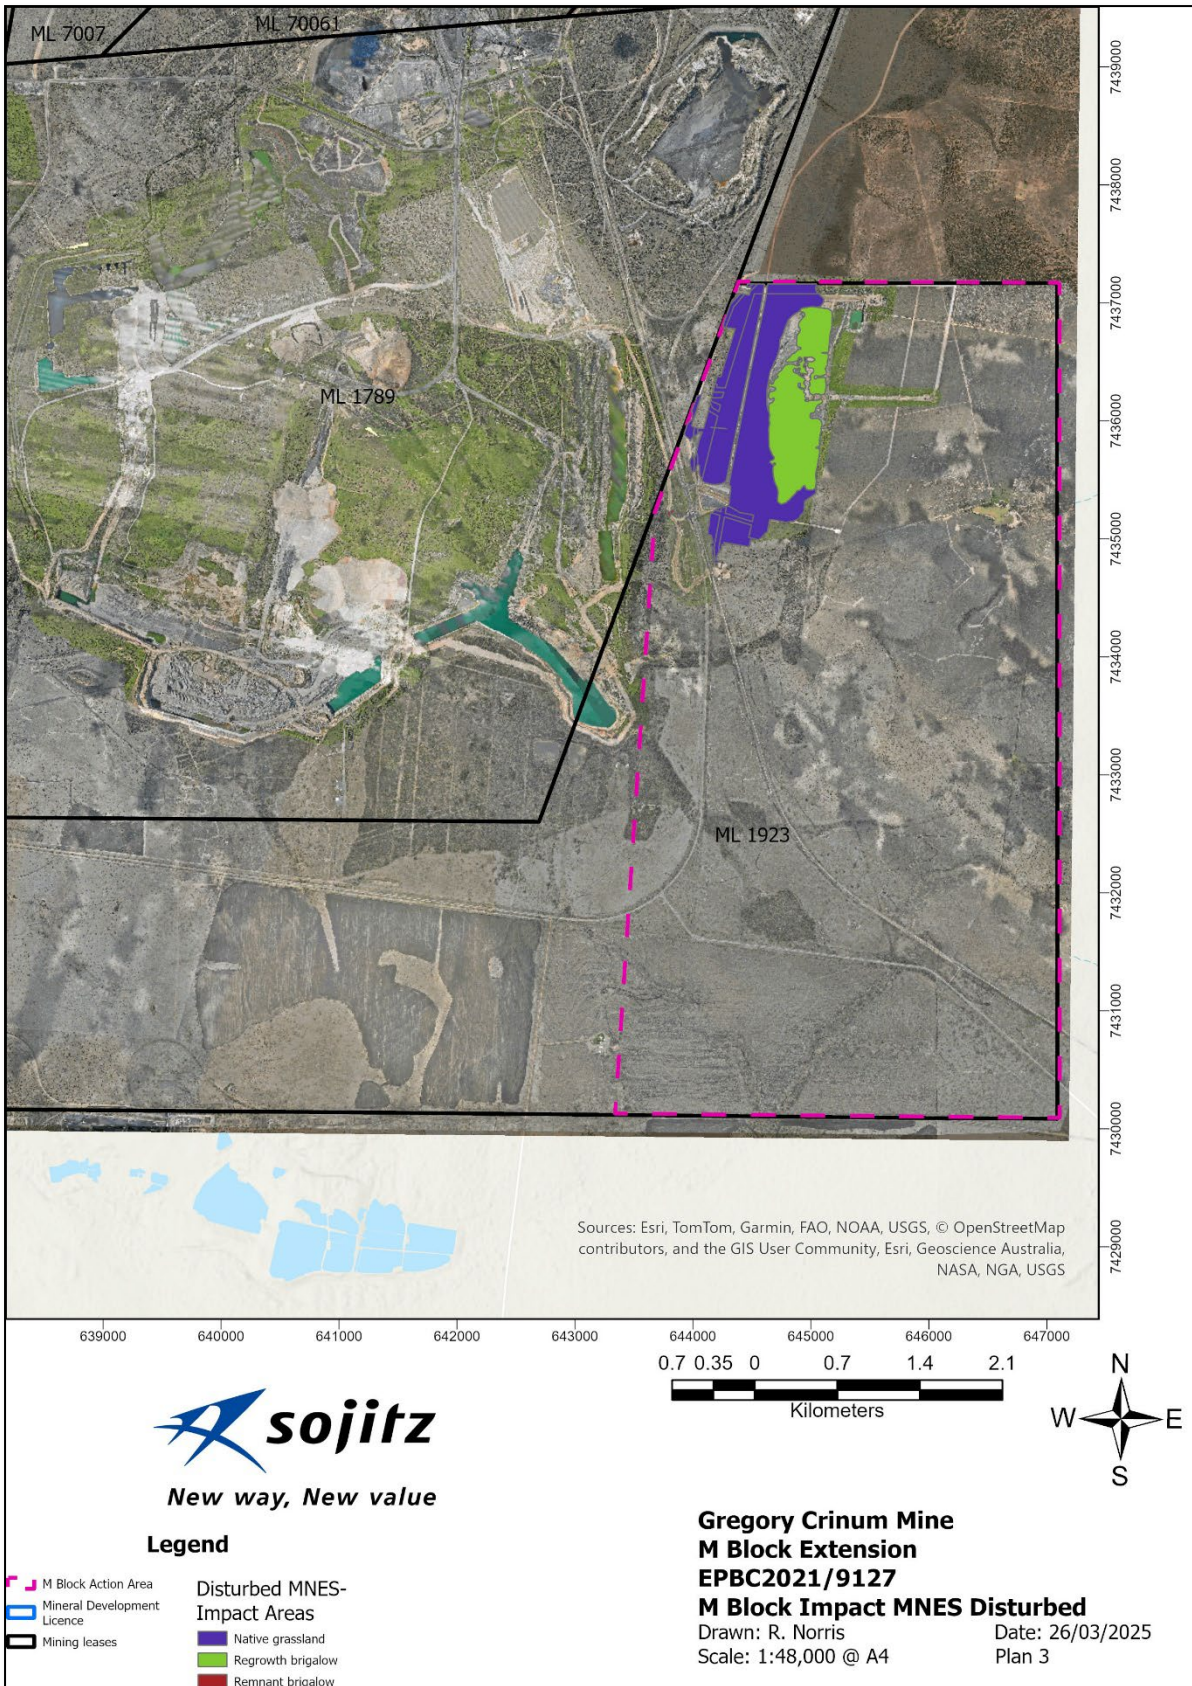 ML 7007
ML 70061
ML 1789
ML 1923
7439000
7438000
7437000
7436000
7435000
7434000
7433000
7432000
7431000
7430000
7429000
Sources: Esri, TomTom, Garmin, FAO, NOAA, USGS, © OpenStreetMap
contributors, and the GIS User Community, Esri, Geoscience Australia,
NASA, NGA, USGS
639000 640000 641000 642000 643000 644000 645000 646000 647000
0.7 0.35 0 0.7 1.4 2.1
Kilometers
N
W E
S
sojitz
New way, New value
Legend
M Block Action Area
Mineral Development
Licence
Mining leases
Disturbed MNES-
Impact Areas
Native grassland
Regrowth brigalow
Remnant brigalow
Gregory Crinum Mine
M Block Extension
EPBC2021/9127
M Block Impact MNES Disturbed
Drawn: R. Norris Date: 26/03/2025
Scale: 1:48,000 @ A4 Plan 3